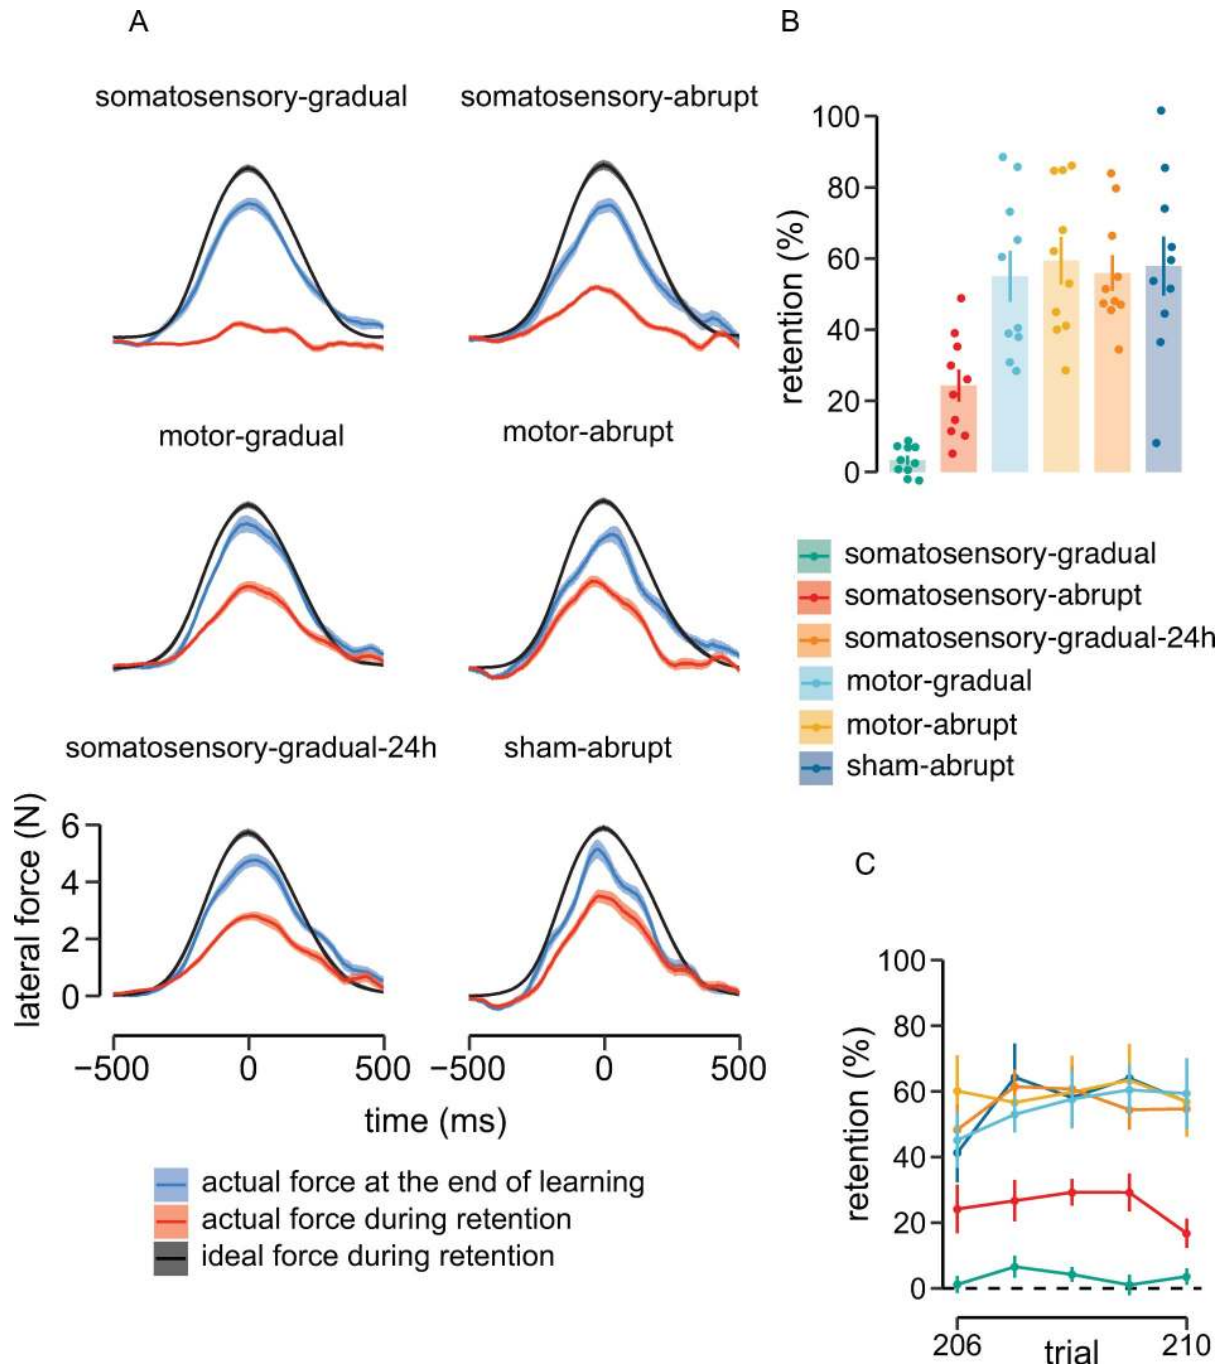 A
somatosensory-gradual
somatosensory-abrupt
motor-gradual
motor-abrupt
somatosensory-gradual-24h
sham-abrupt
lateral force (N)
6
4
2
0
−500
0
500
−500
0
500
time (ms)
actual force at the end of learning
actual force during retention
ideal force during retention
B
retention (%)
100
80
60
40
20
0
somatosensory-gradual
somatosensory-abrupt
somatosensory-gradual-24h
motor-gradual
motor-abrupt
sham-abrupt
C
retention (%)
100
80
60
40
20
0
206
210
trial